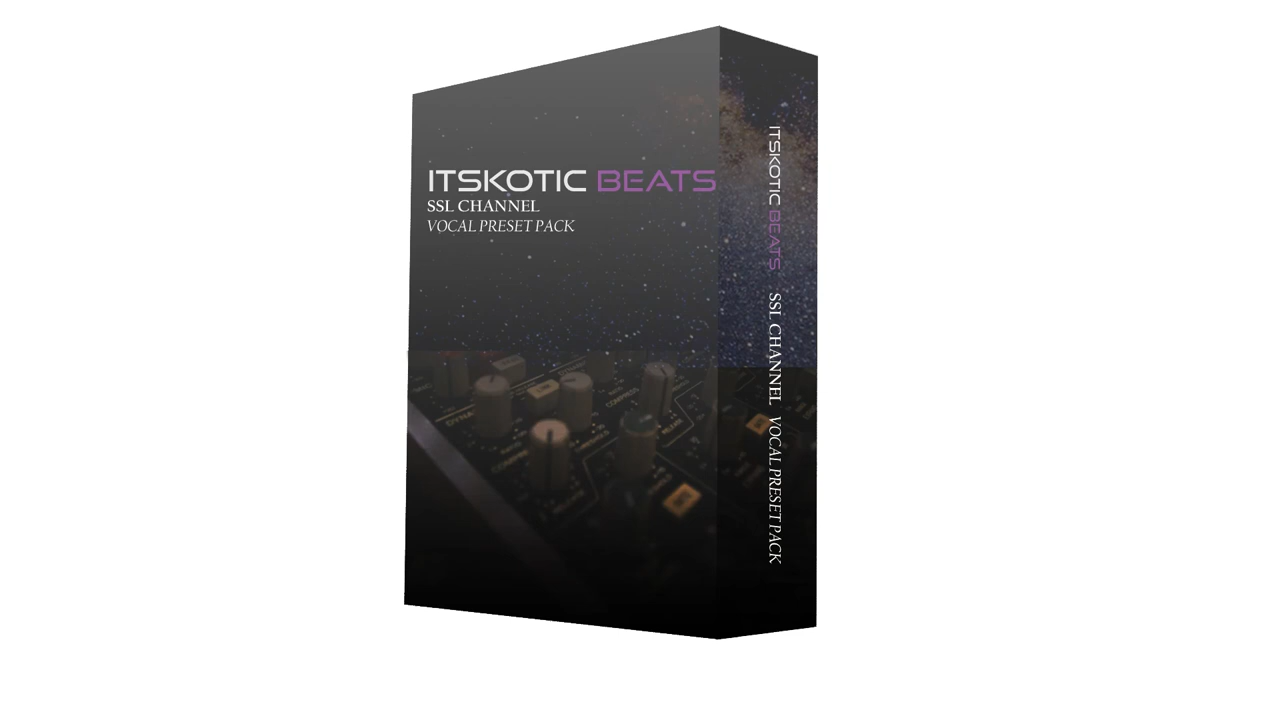 ITSKOTIC BEATS
SSL CHANNEL
VOCAL PRESET PACK
ITSKOTIC BEATS SSL CHANNEL VOCAL PRESET PACK